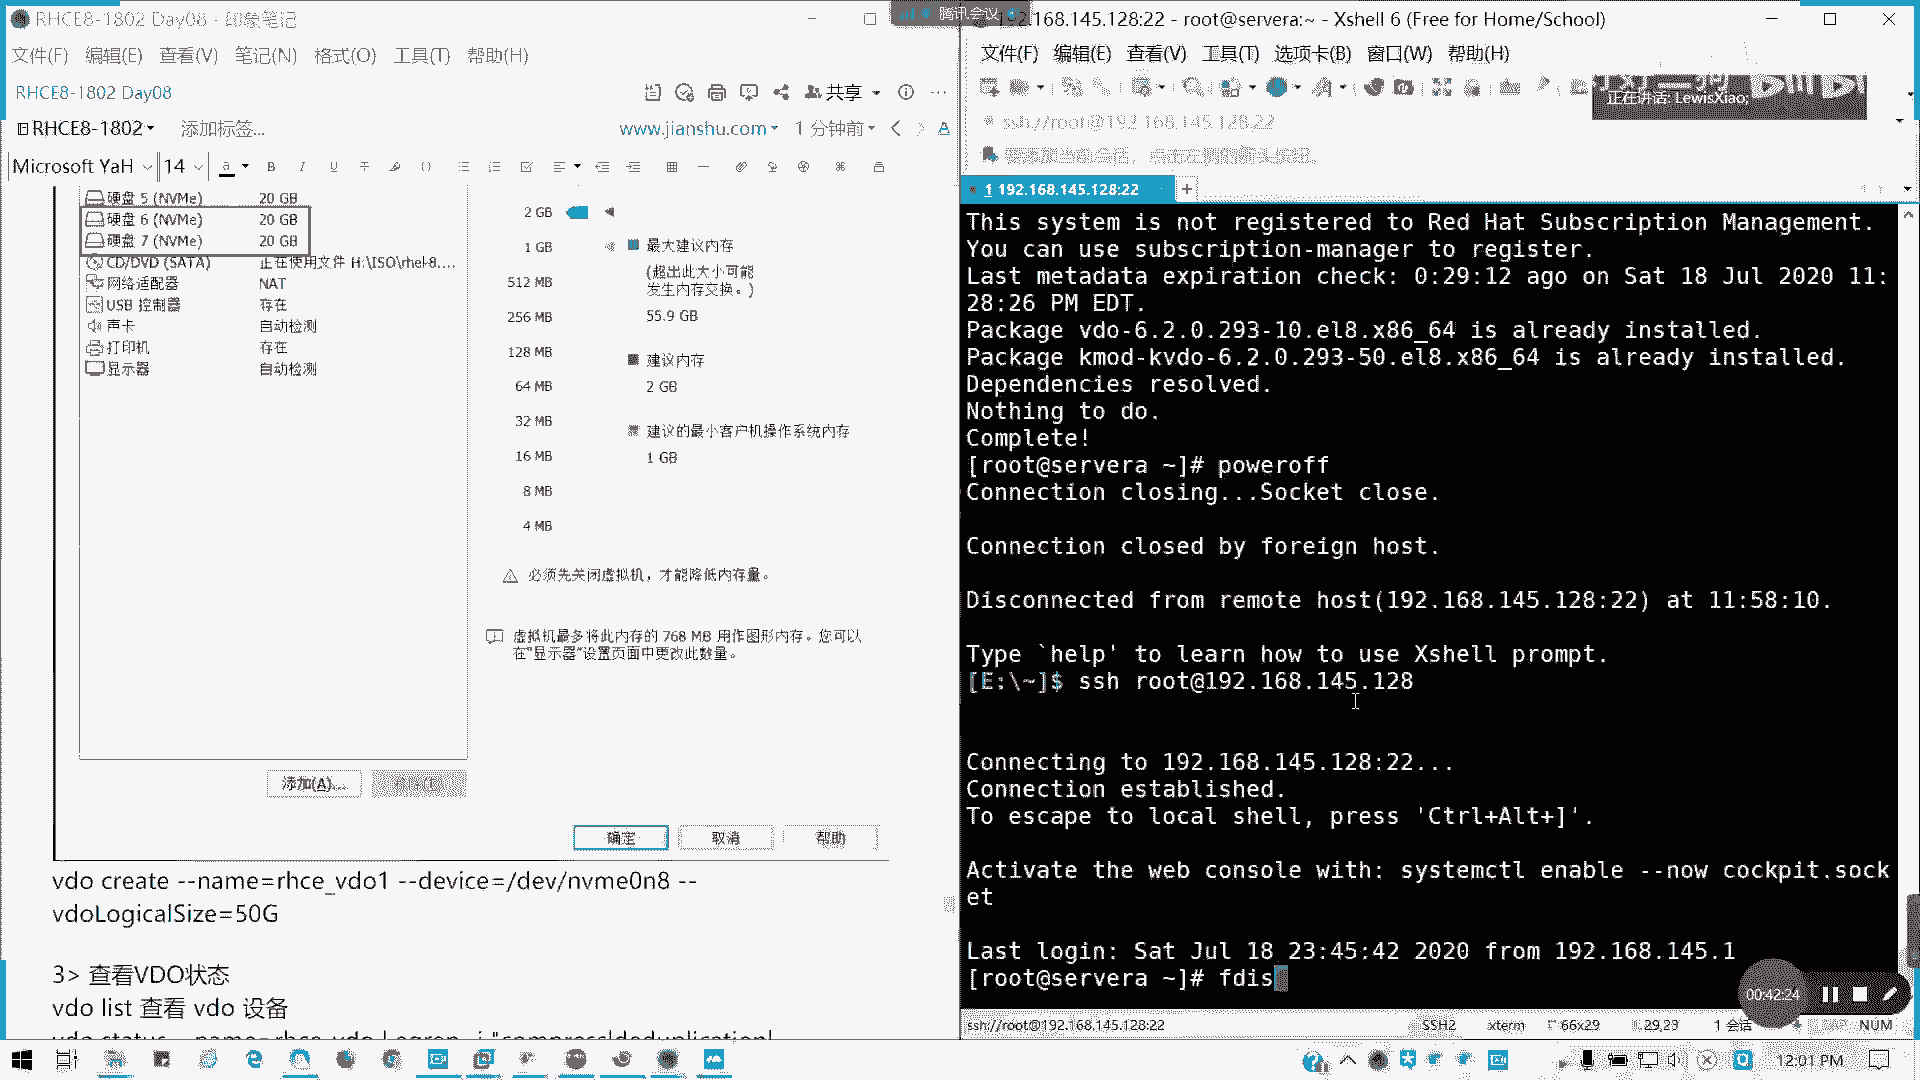 RHCE8-1802 Day08 - 印象笔记
文件(F) 编辑(E) 查看(V) 笔记(N) 格式(O) 工具(T) 帮助(H)
RHCE8-1802 Day08
共享
RHCE8-1802
添加标签...
www.jianshu.com
1 分钟前
Microsoft YaH
14
硬盘 5 (NVMe) 20 GB
硬盘 6 (NVMe) 20 GB
硬盘 7 (NVMe) 20 GB
CD/DVD (SATA) 正在使用文件 H:\ISO\rhel-8....
网络适配器 NAT
USB 控制器 存在
声卡 自动检测
打印机 存在
显示器 自动检测
2 GB
1 GB
512 MB
256 MB
128 MB
64 MB
32 MB
16 MB
8 MB
4 MB
最大建议内存
(超出此大小可能
发生内存交换。)
55.9 GB
建议内存
2 GB
建议的最小客户机操作系统内存
1 GB
必须先关闭虚拟机，才能降低内存量。
虚拟机最多将此内存的 768 MB 用作图形内存。您可以
在"显示器"设置页面中更改此数量。
添加(A)...
确定
取消
帮助
vdo create --name=rhce_vdo1 --device=/dev/nvme0n8 --
vdoLogicalSize=50G
3> 查看VDO状态
vdo list 查看 vdo 设备
腾讯会议
192.168.145.128:22 - root@servera:~ - Xshell 6 (Free for Home/School)
文件(F) 编辑(E) 查看(V) 工具(T) 选项卡(B) 窗口(W) 帮助(H)
正在讲话: LewisXiao;
ssh://root@192.168.145.128:22
要添加当前会话，点击左侧的箭头按钮。
1 192.168.145.128:22
This system is not registered to Red Hat Subscription Management.
You can use subscription-manager to register.
Last metadata expiration check: 0:29:12 ago on Sat 18 Jul 2020 11:
28:26 PM EDT.
Package vdo-6.2.0.293-10.el8.x86_64 is already installed.
Package kmod-kvdo-6.2.0.293-50.el8.x86_64 is already installed.
Dependencies resolved.
Nothing to do.
Complete!
[root@servera ~]# poweroff
Connection closing...Socket close.
Connection closed by foreign host.
Disconnected from remote host(192.168.145.128:22) at 11:58:10.
Type `help' to learn how to use Xshell prompt.
[E:\~]$ ssh root@192.168.145.128
Connecting to 192.168.145.128:22...
Connection established.
To escape to local shell, press 'Ctrl+Alt+]'.
Activate the web console with: systemctl enable --now cockpit.sock
et
Last login: Sat Jul 18 23:45:42 2020 from 192.168.145.1
[root@servera ~]# fdis
00:42:24
ssh://root@192.168.145.128:22
SSH2
xterm
66x29
29,23
1 会话
NUM
12:01 PM